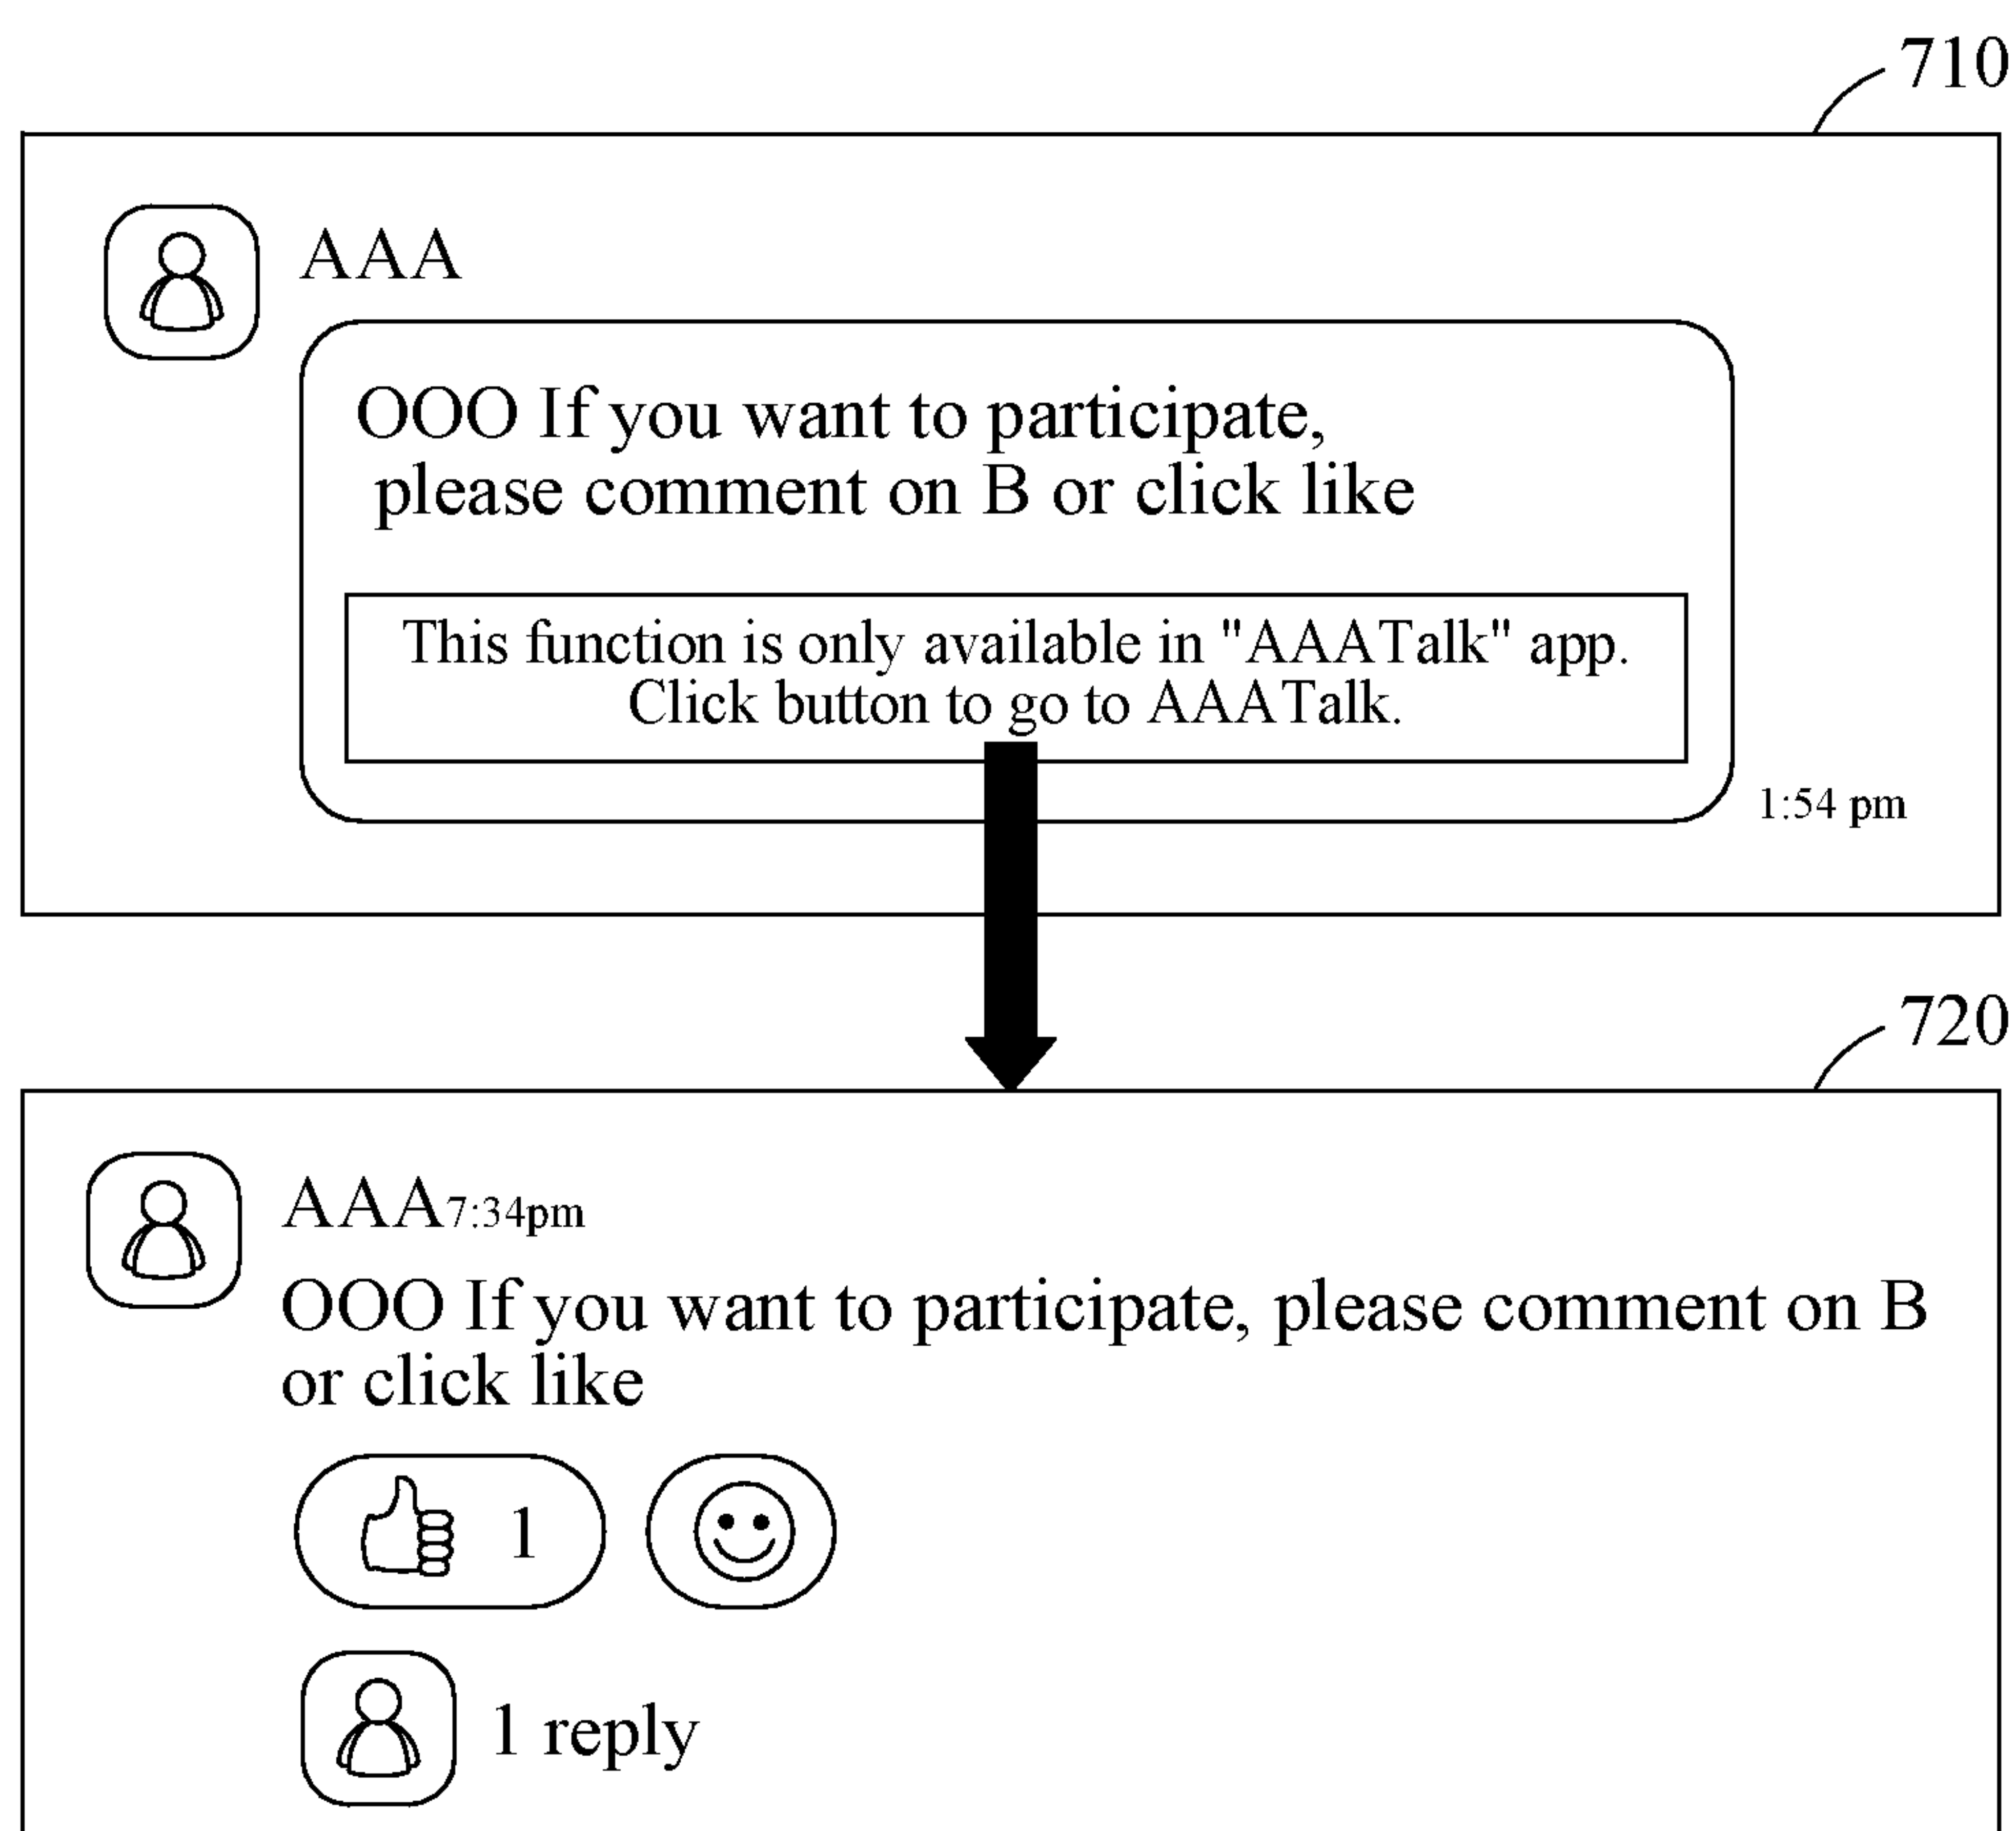 710
AAA
OOO If you want to participate,
please comment on B or click like
This function is only available in "AAATalk" app.
Click button to go to AAATalk.
1:54 pm
720
AAA7:34pm
OOO If you want to participate, please comment on B
or click like
1
1 reply